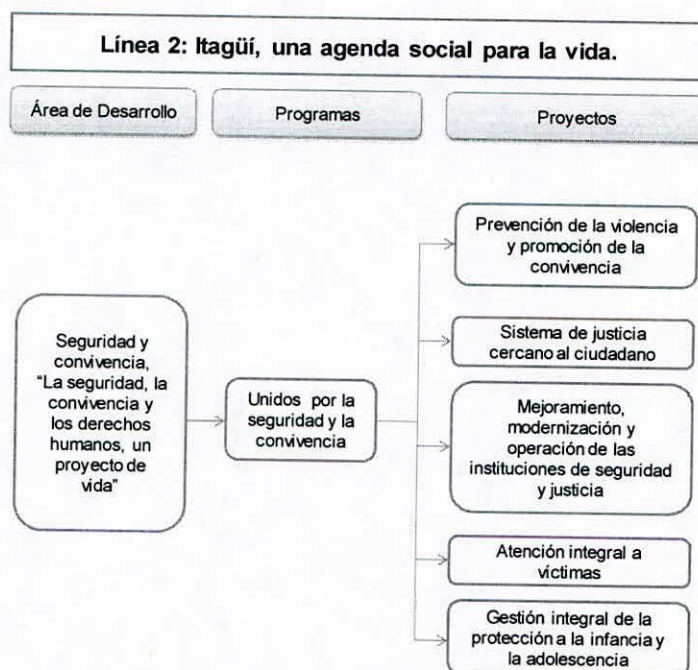 Línea 2: Itagüí, una agenda social para la vida.
Área de Desarrollo
Programas
Proyectos
Seguridad y
convivencia,
"La seguridad, la
convivencia y
los derechos
humanos, un
proyecto de
vida"
Unidos por la
seguridad y la
convivencia
Prevención de la violencia
y promoción de la
convivencia
Sistema de justicia
cercano al ciudadano
Mejoramiento,
modernización y
operación de las
instituciones de seguridad
y justicia
Atención integral a
víctimas
Gestión integral de la
protección a la infancia y
la adolescencia